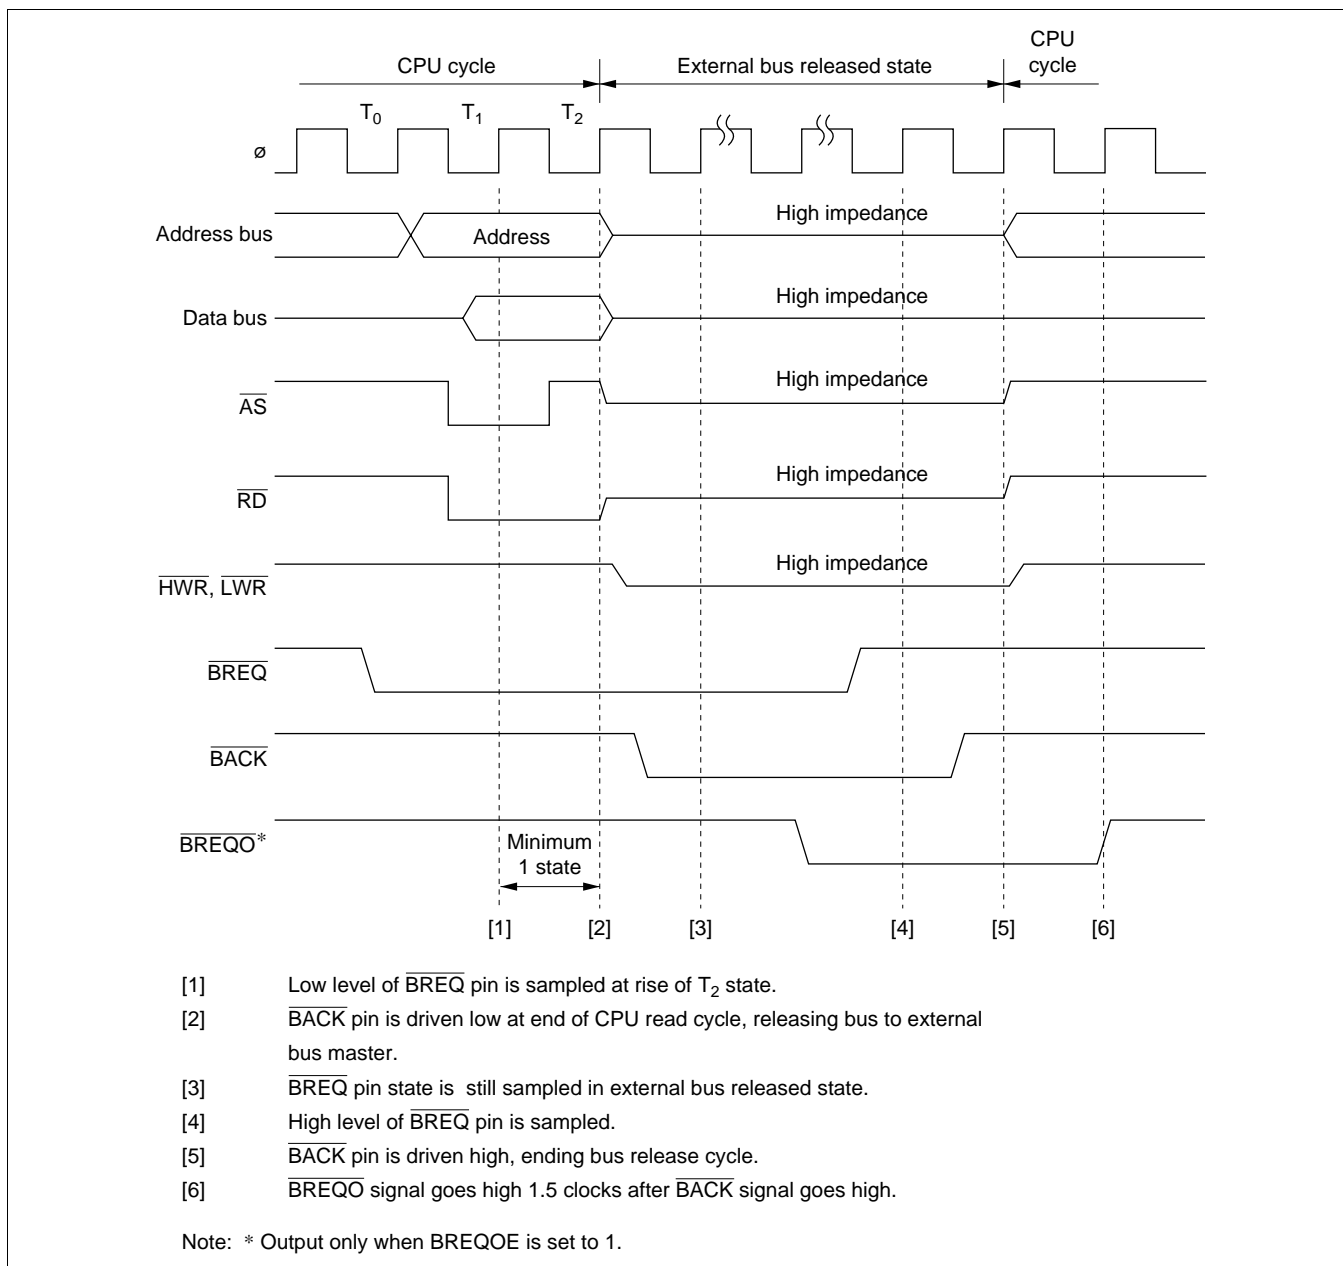 CPU cycle
External bus released state
CPU
cycle
T0
T1
T2
ø
Address bus
Address
High impedance
Data bus
High impedance
AS
High impedance
RD
High impedance
HWR, LWR
High impedance
BREQ
BACK
BREQO*
Minimum
1 state
[1]
[2]
[3]
[4]
[5]
[6]
[1] Low level of BREQ pin is sampled at rise of T2 state.
[2] BACK pin is driven low at end of CPU read cycle, releasing bus to external
bus master.
[3] BREQ pin state is still sampled in external bus released state.
[4] High level of BREQ pin is sampled.
[5] BACK pin is driven high, ending bus release cycle.
[6] BREQO signal goes high 1.5 clocks after BACK signal goes high.
Note: * Output only when BREQOE is set to 1.